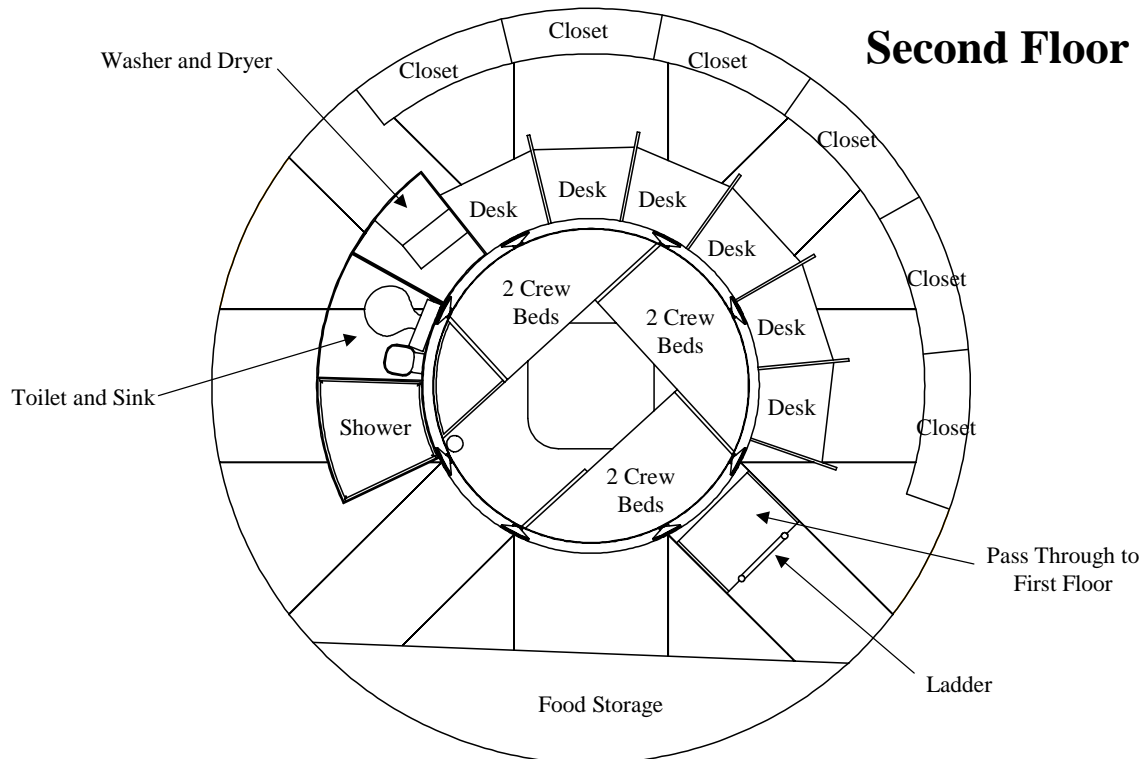 Second Floor
Closet
Closet
Closet
Washer and Dryer
Closet
Desk
Desk
Desk
Desk
Closet
2 Crew
Beds
2 Crew
Beds
Desk
Toilet and Sink
Desk
Shower
Closet
2 Crew
Beds
Pass Through to
First Floor
Ladder
Food Storage